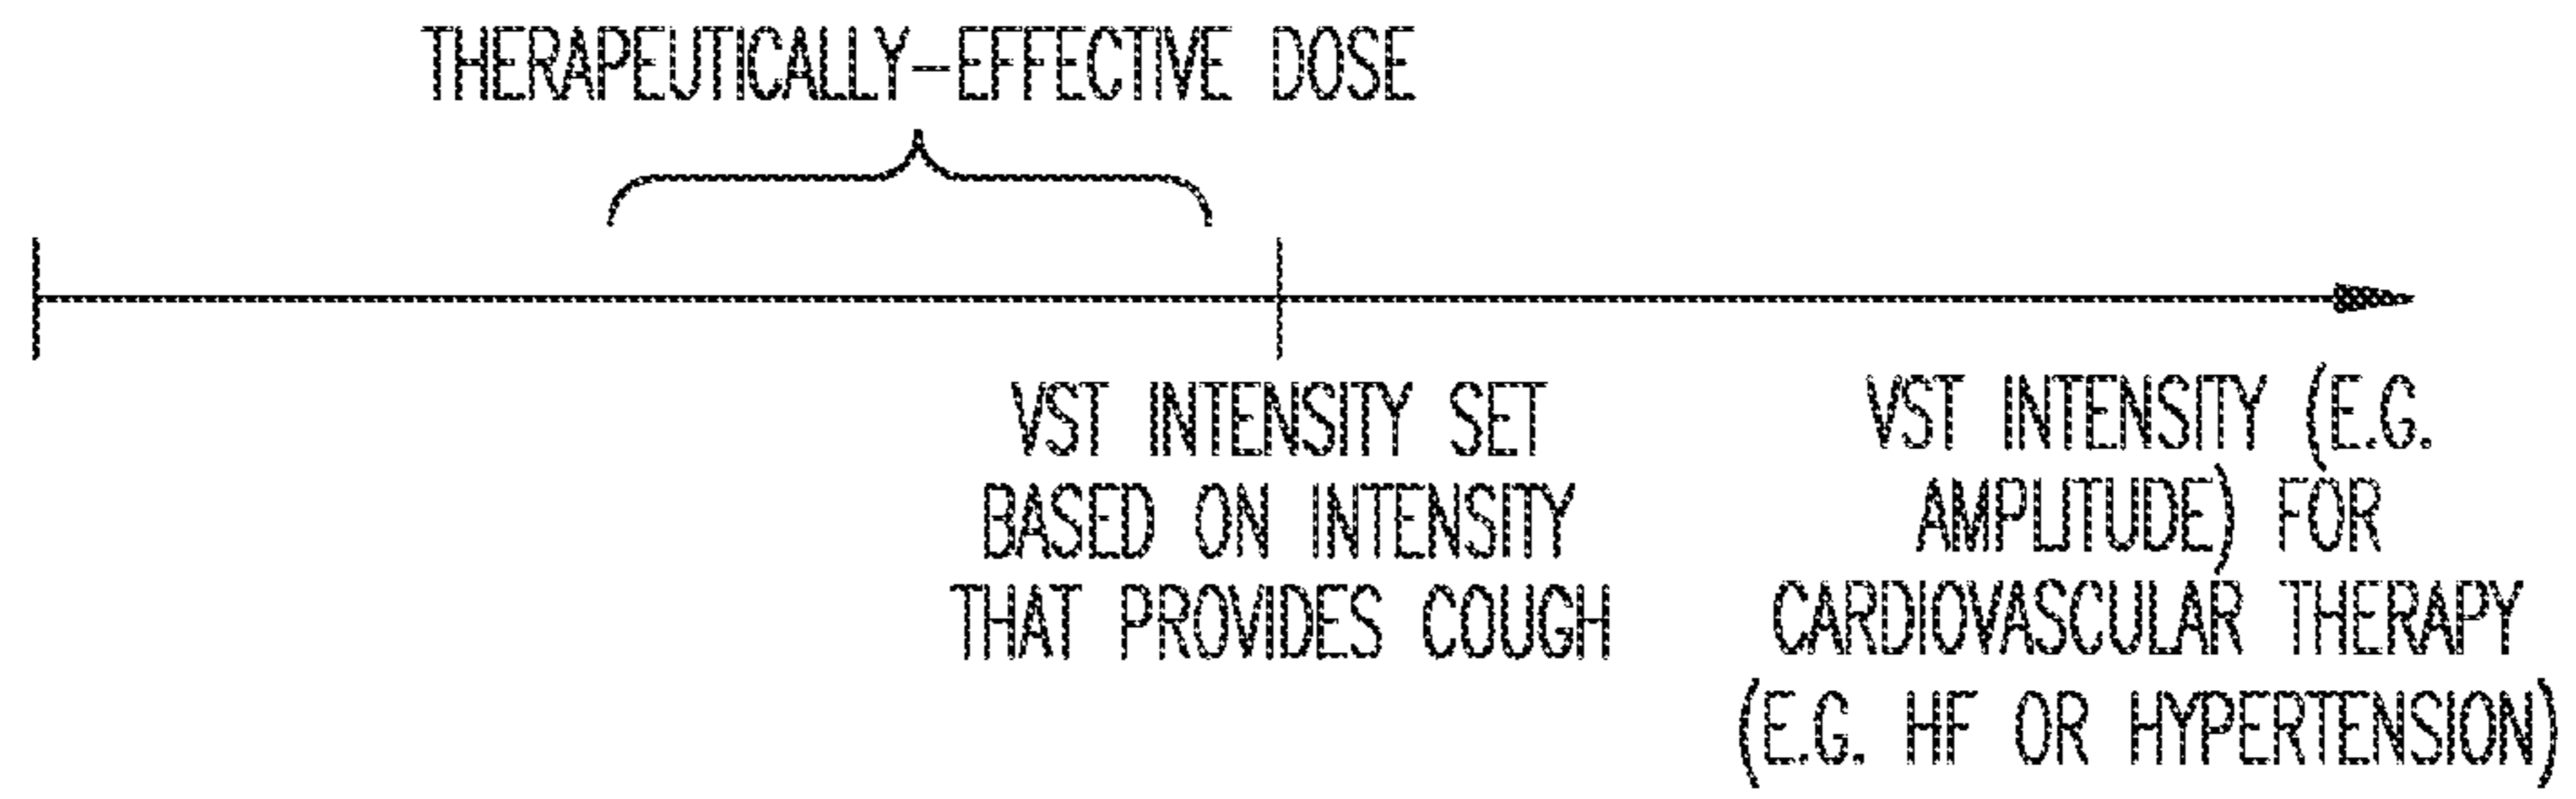 THERAPEUTICALLY-EFFECTIVE DOSE
VST INTENSITY SET
BASED ON INTENSITY
THAT PROVIDES COUGH
VST INTENSITY (E.G.
AMPLITUDE) FOR
CARDIOVASCULAR THERAPY
(E.G. HF OR HYPERTENSION)